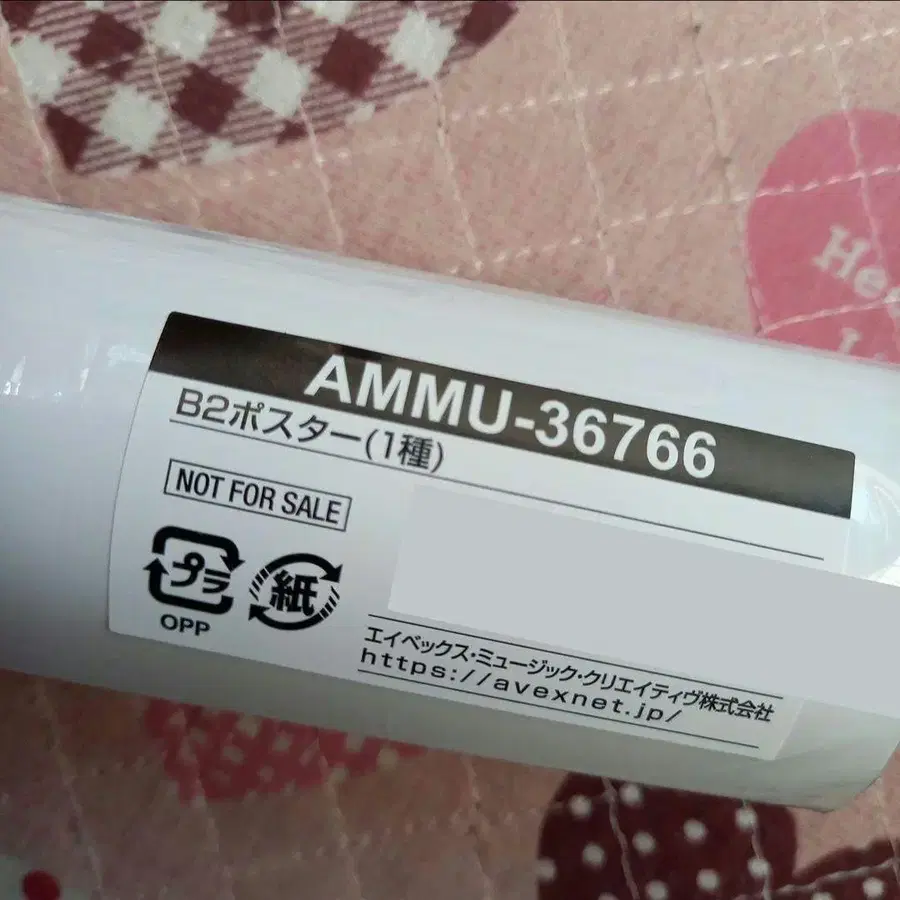 AMMU-36766
B2ポスター(1種)
NOT FOR SALE
プラ
OPP
紙
エイベックス・ミュージック・クリエイティヴ株式会社
https://avexnet.jp/